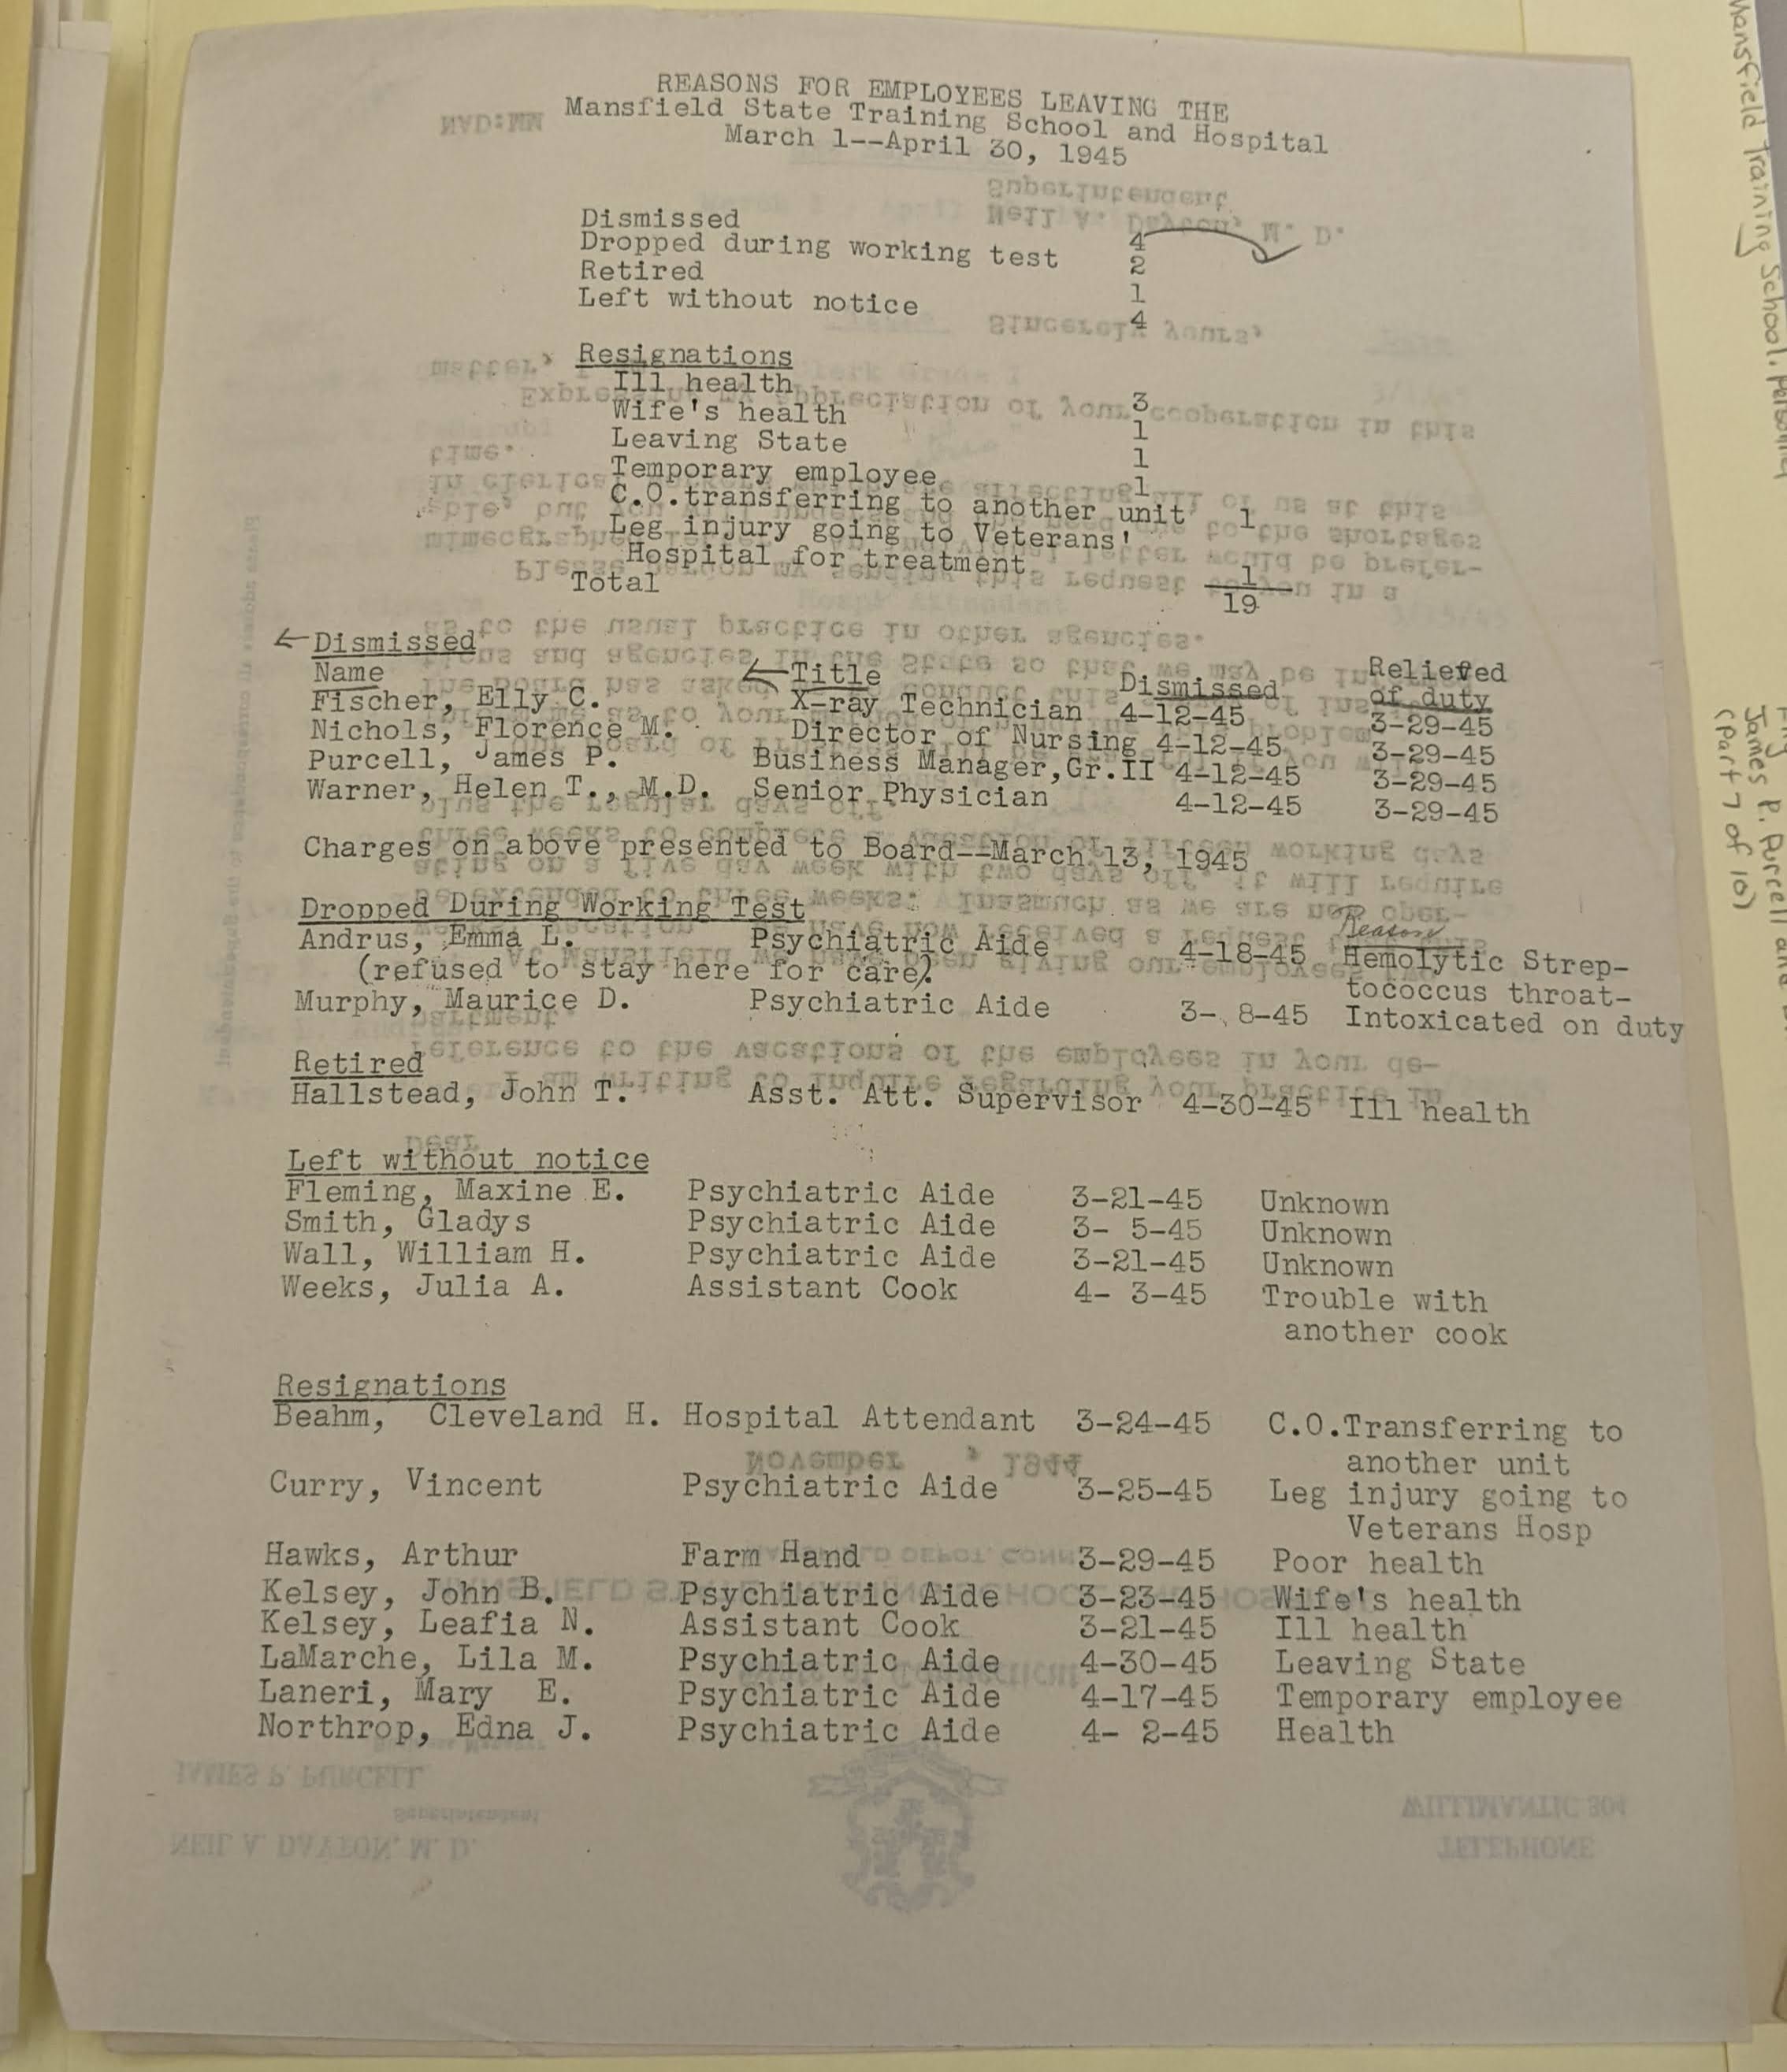 REASONS FOR EMPLOYEES LEAVING THE
Mansfield State Training School and Hospital
March 1--April 30, 1945
Dismissed 4
Dropped during working test 2
Retired 1
Left without notice 4
Resignations
Ill health 3
Wife's health 1
Leaving State 1
Temporary employee 1
C.O.transferring to another unit 1
Leg injury going to Veterans'
Hospital for treatment 1
Total 19
Dismissed
Name Title Dismissed Relieved of duty
Fischer, Elly C. X-ray Technician 4-12-45 3-29-45
Nichols, Florence M. Director of Nursing 4-12-45 3-29-45
Purcell, James P. Business Manager,Gr.II 4-12-45 3-29-45
Warner, Helen T., M.D. Senior Physician 4-12-45 3-29-45
Charges on above presented to Board--March 13, 1945
Dropped During Working Test Reason
Andrus, Emma L. Psychiatric Aide 4-18-45 Hemolytic Strep-
(refused to stay here for care). tococcus throat-
Murphy, Maurice D. Psychiatric Aide 3- 8-45 Intoxicated on duty
Retired
Hallstead, John T. Asst. Att. Supervisor 4-30-45 Ill health
Left without notice
Fleming, Maxine E. Psychiatric Aide 3-21-45 Unknown
Smith, Gladys Psychiatric Aide 3- 5-45 Unknown
Wall, William H. Psychiatric Aide 3-21-45 Unknown
Weeks, Julia A. Assistant Cook 4- 3-45 Trouble with
another cook
Resignations
Beahm, Cleveland H. Hospital Attendant 3-24-45 C.O.Transferring to
another unit
Curry, Vincent Psychiatric Aide 3-25-45 Leg injury going to
Veterans Hosp
Hawks, Arthur Farm Hand 3-29-45 Poor health
Kelsey, John B. Psychiatric Aide 3-23-45 Wife's health
Kelsey, Leafia N. Assistant Cook 3-21-45 Ill health
LaMarche, Lila M. Psychiatric Aide 4-30-45 Leaving State
Laneri, Mary E. Psychiatric Aide 4-17-45 Temporary employee
Northrop, Edna J. Psychiatric Aide 4- 2-45 Health
Mansfield Training School. Personnel
James P. Purcell and
(part 7 of 10)